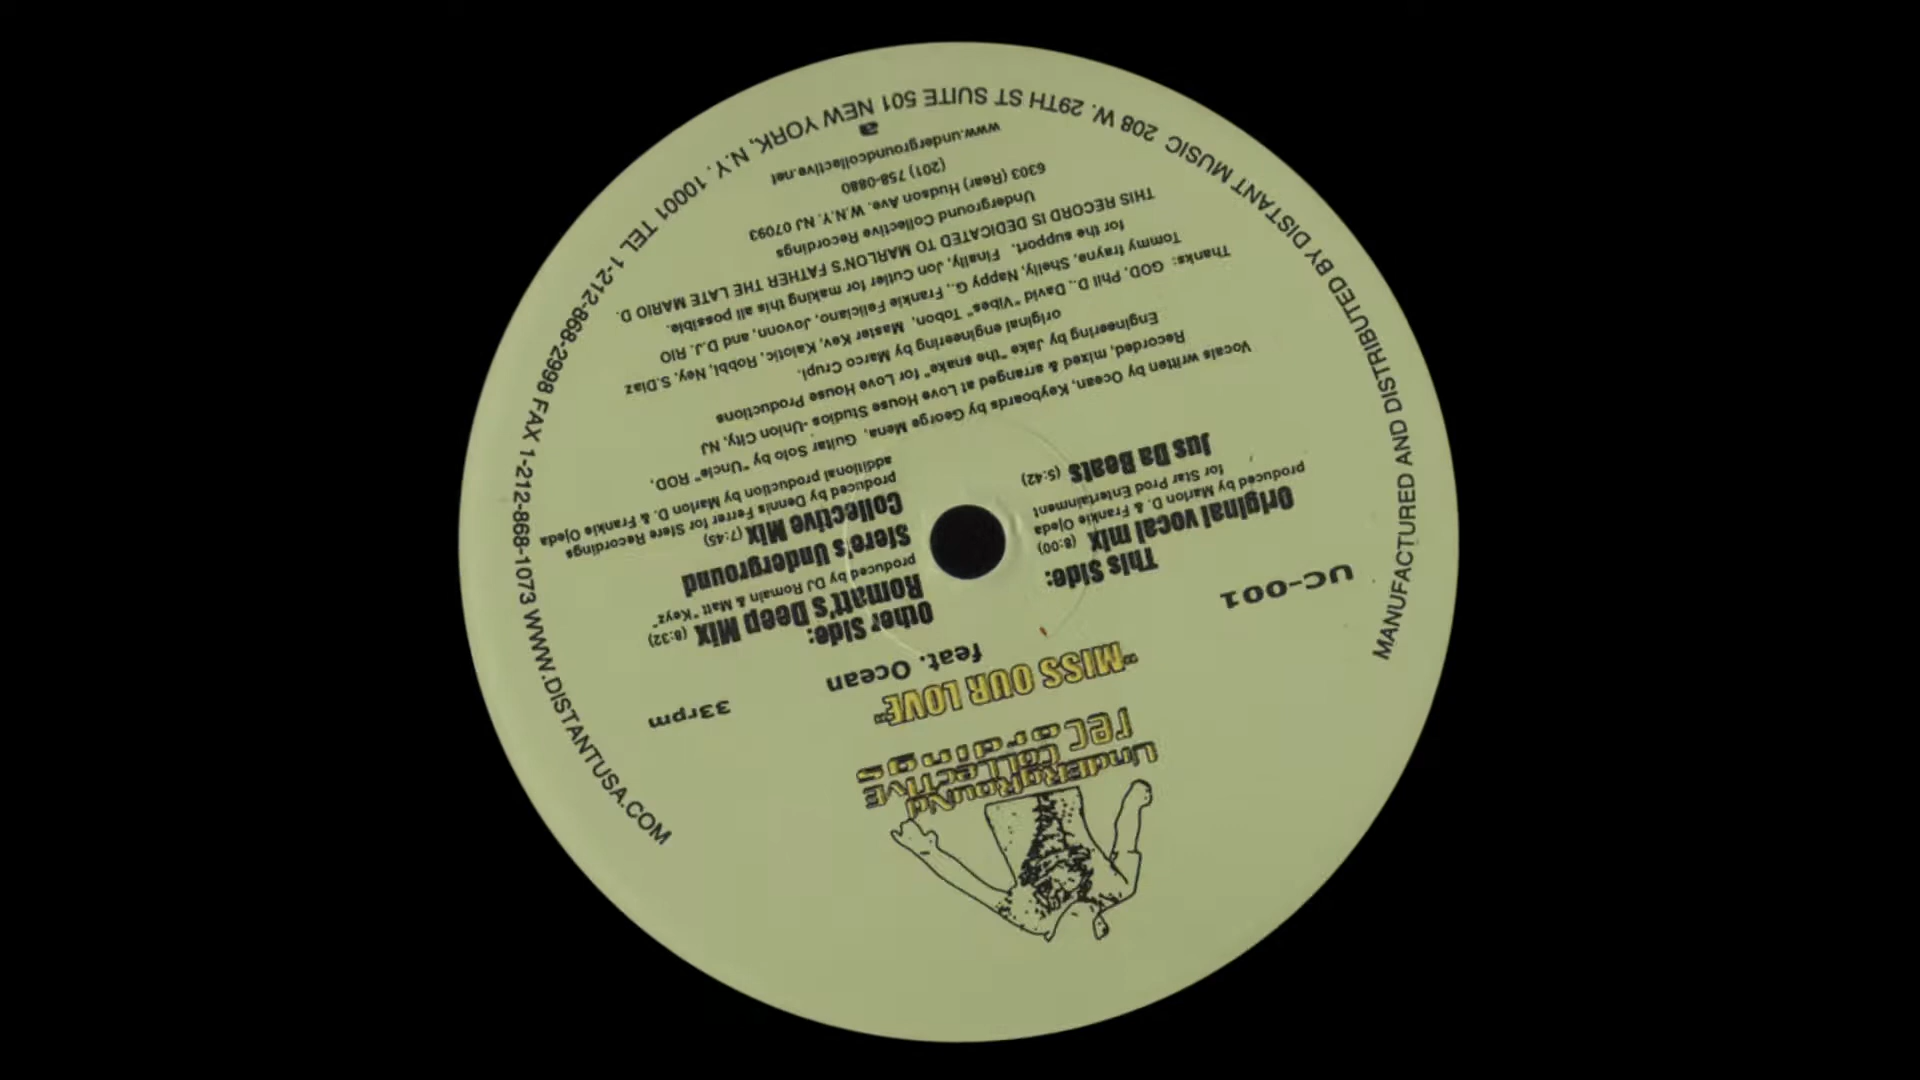 UndERgRouNd
COLLECTIVE
recordings
"MISS OUR LOVE"
feat. Ocean
UC-001
33rpm
This Side:
Original vocal mix (8:00)
produced by Marlon D. & Frankie Ojeda
for Star Prod Entertainment
Jus Da Beats (5:42)
Other Side:
Romatt's Deep Mix (8:32)
produced by DJ Romain & Matt "Keyz"
Sfere's Underground
Collective Mix (7:45)
produced by Dennis Ferrer for Sfere Recordings
additional production by Marlon D. & Frankie Ojeda
Vocals written by Ocean, Keyboards by George Mena, Guitar Solo by "Uncle" ROD,
Recorded, mixed & arranged at Love House Studios -Union City, NJ
Engineering by Jake "the snake" for Love House Productions
original engineering by Marco Crupi.
Thanks: GOD, Phil D., David "Vibes" Tobon, Master Kev, Kaiotic, Robbi, Ney, S.Diaz
Tommy frayne, Shelly, Nappy G., Frankie Feliciano, Jovonn, and D.J. RIO
for the support. Finally, Jon Cutler for making this all possible.
THIS RECORD IS DEDICATED TO MARLON'S FATHER THE LATE MARIO D.
Underground Collective Recordings
6303 (Rear) Hudson Ave. W.N.Y. NJ 07093
(201) 758-0880
www.undergroundcollective.net
a
MANUFACTURED AND DISTRIBUTED BY DISTANT MUSIC 208 W. 29TH ST SUITE 501 NEW YORK, N.Y. 10001 TEL 1-212-868-2998 FAX 1-212-868-1073 WWW.DISTANTUSA.COM